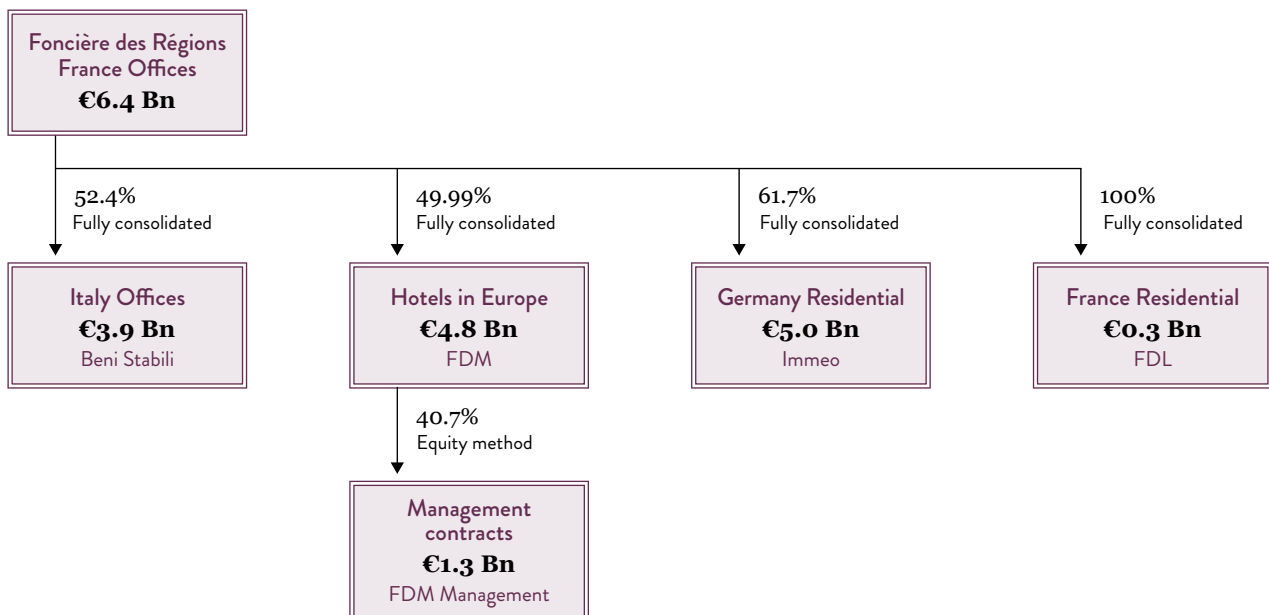 Foncière des Régions
France Offices
€6.4 Bn
52.4%
Fully consolidated
49.99%
Fully consolidated
61.7%
Fully consolidated
100%
Fully consolidated
Italy Offices
€3.9 Bn
Beni Stabili
Hotels in Europe
€4.8 Bn
FDM
Germany Residential
€5.0 Bn
Immeo
France Residential
€0.3 Bn
FDL
40.7%
Equity method
Management
contracts
€1.3 Bn
FDM Management